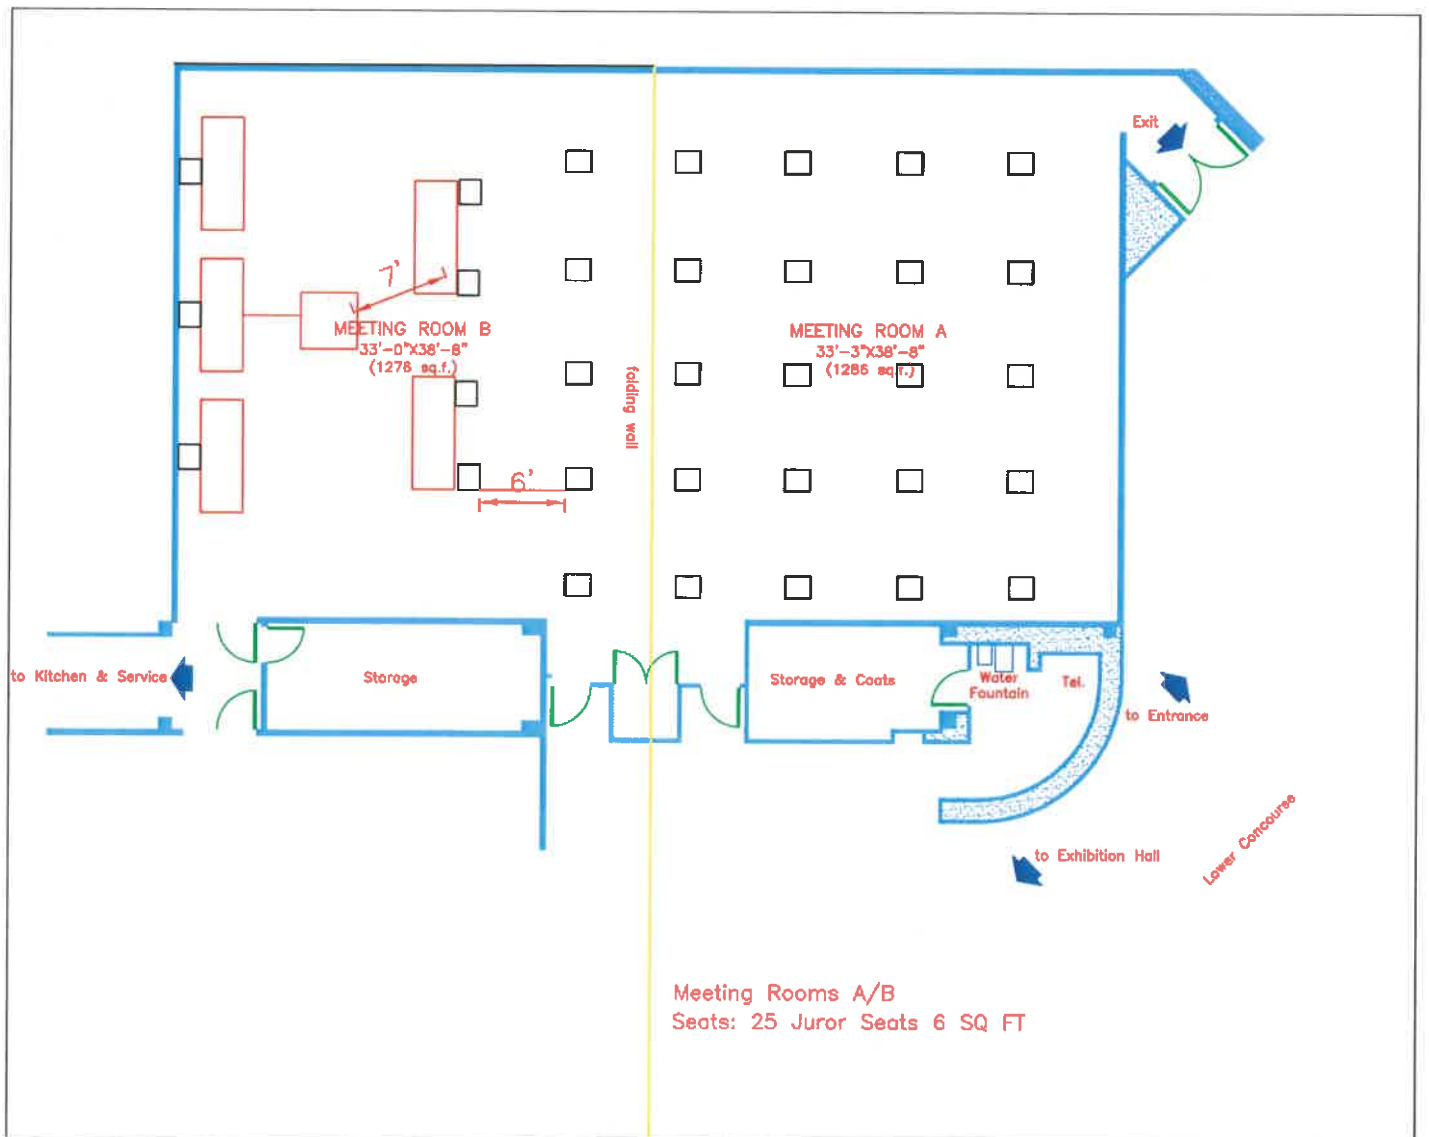 Exit
7'
MEETING ROOM B
33'-0"X38'-8"
(1278 sq.f.)
MEETING ROOM A
33'-3"X38'-8"
(1286 sq.f.)
folding wall
6'
to Kitchen & Service
Storage
Storage & Coats
Water
Fountain
Tel.
to Entrance
to Exhibition Hall
Lower Concourse
Meeting Rooms A/B
Seats: 25 Juror Seats 6 SQ FT